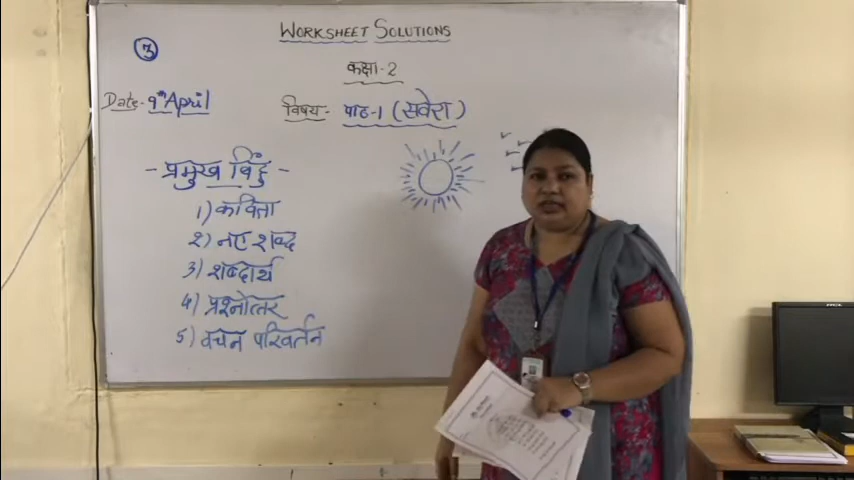 WORKSHEET SOLUTIONS
3
कक्षा-2
Date- 9th April
विषय- पाठ-1 (सवेरा)
- प्रमुख बिंदु -
1) कविता
2) नए शब्द
3) शब्दार्थ
4) प्रश्नोत्तर
5) वचन परिवर्तन